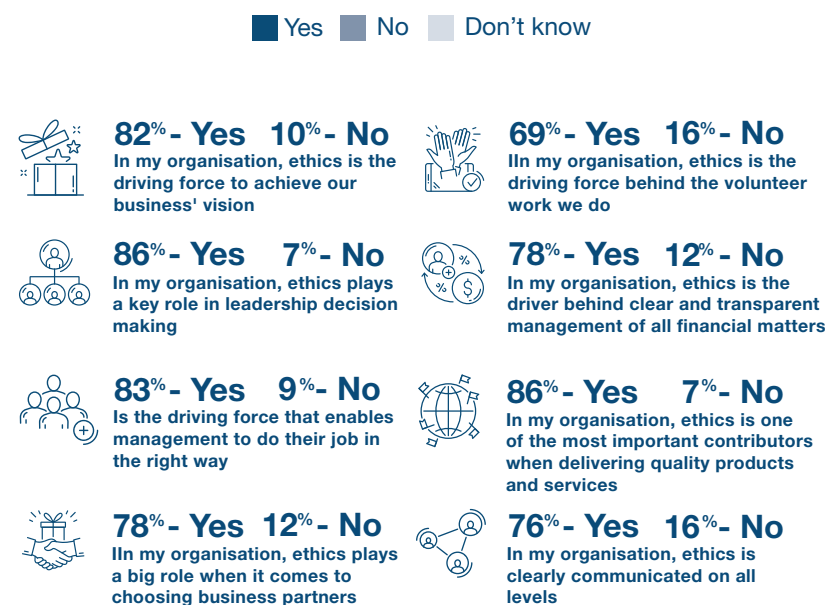 Yes No Don't know
82% - Yes 10% - No
In my organisation, ethics is the
driving force to achieve our
business' vision
69% - Yes 16% - No
IIn my organisation, ethics is the
driving force behind the volunteer
work we do
86% - Yes 7% - No
In my organisation, ethics plays
a key role in leadership decision
making
78% - Yes 12% - No
In my organisation, ethics is the
driver behind clear and transparent
management of all financial matters
83% - Yes 9% - No
Is the driving force that enables
management to do their job in
the right way
86% - Yes 7% - No
In my organisation, ethics is one
of the most important contributors
when delivering quality products
and services
78% - Yes 12% - No
IIn my organisation, ethics plays
a big role when it comes to
choosing business partners
76% - Yes 16% - No
In my organisation, ethics is
clearly communicated on all
levels